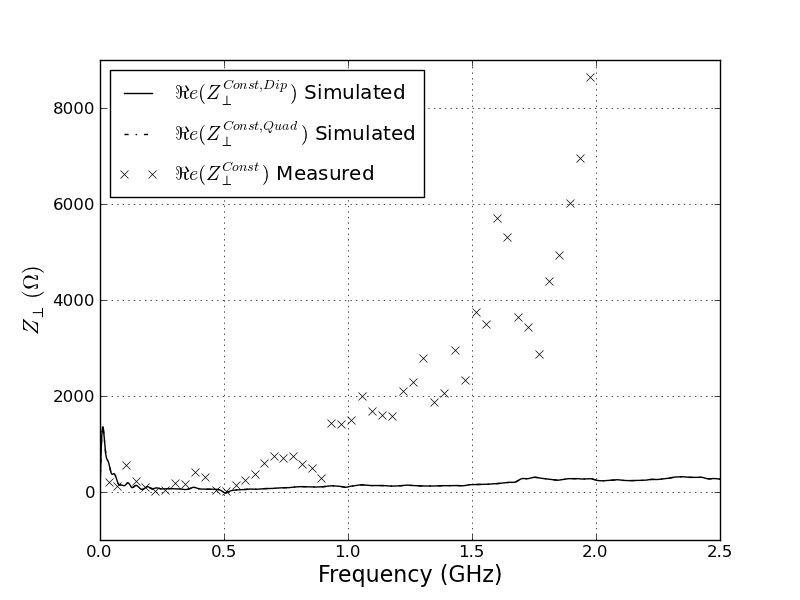 ℜe(Z⊥^{Const,Dip}) Simulated
ℜe(Z⊥^{Const,Quad}) Simulated
ℜe(Z⊥^{Const}) Measured
Z⊥ (Ω)
8000
6000
4000
2000
0
0.0 0.5 1.0 1.5 2.0 2.5
Frequency (GHz)